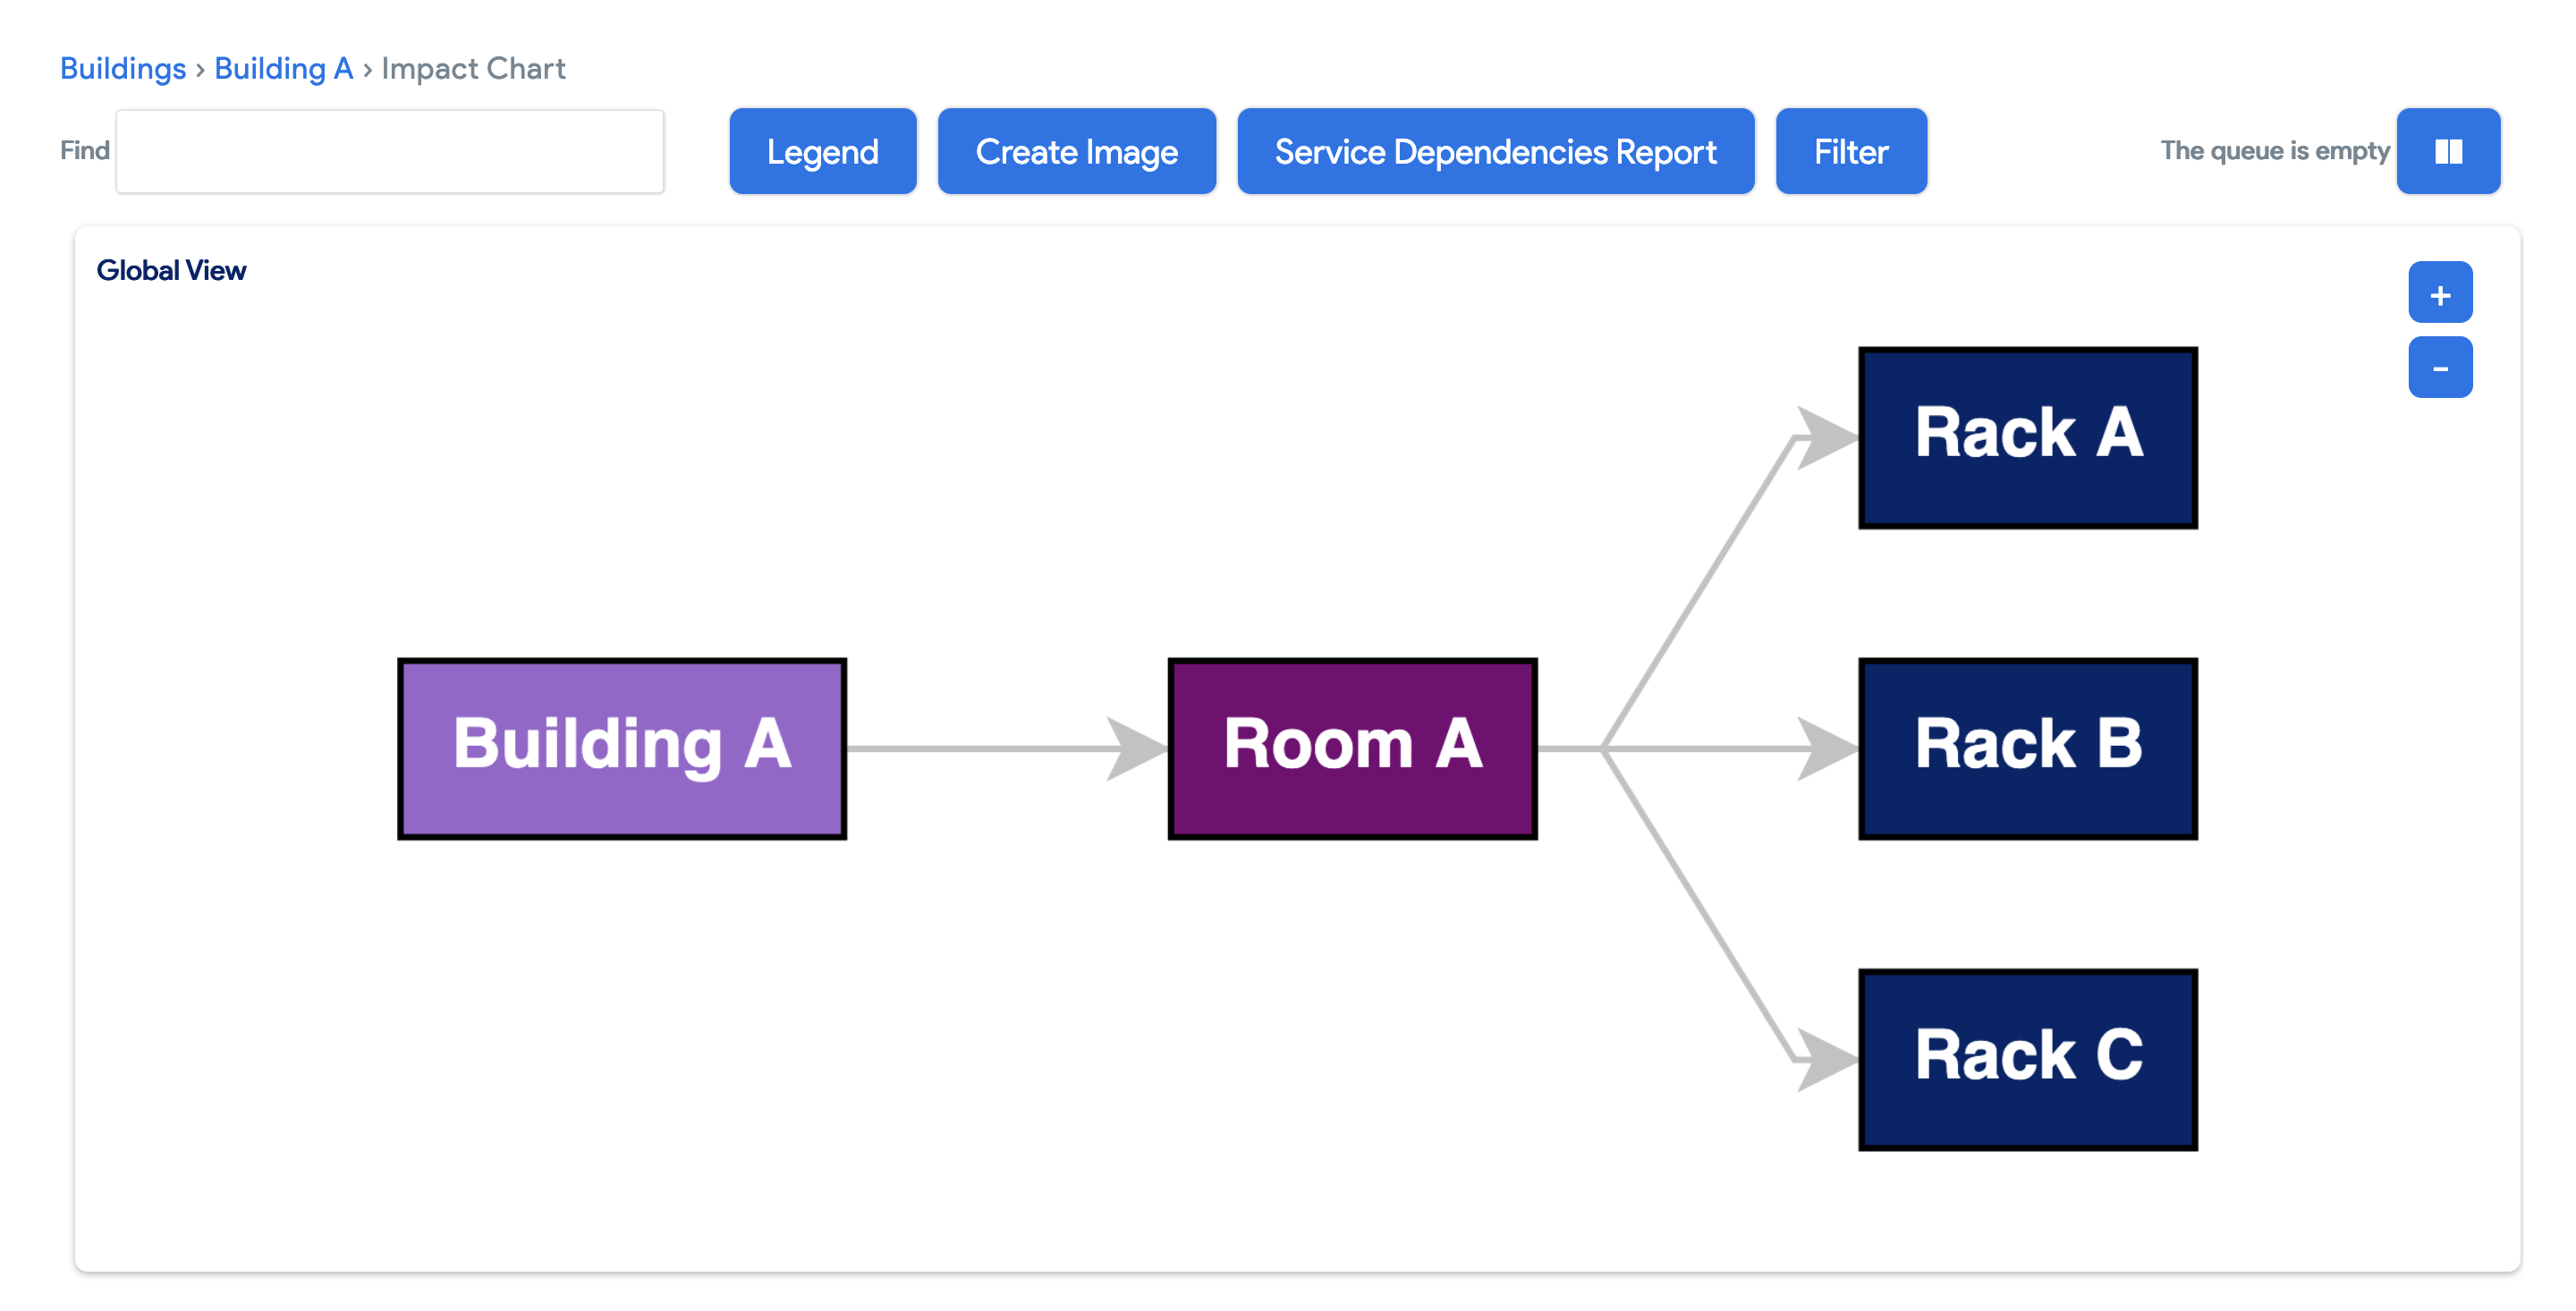 Buildings › Building A › Impact Chart
Find Legend Create Image Service Dependencies Report Filter The queue is empty
Global View
+
-
Rack A
Building A Room A Rack B
Rack C